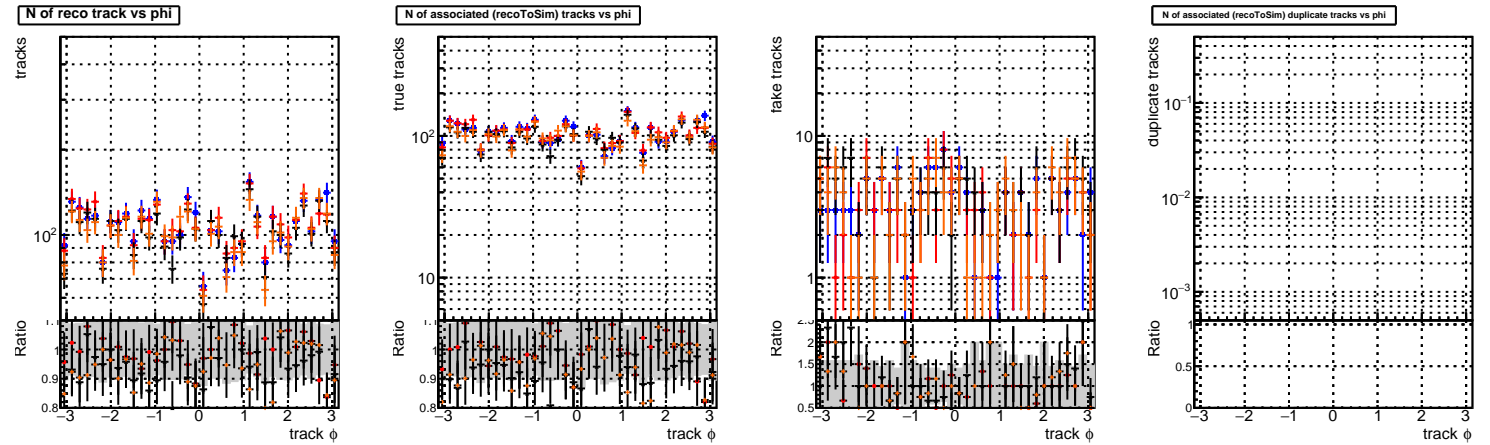 N of reco track vs phi
tracks
10²
Ratio
1.1
1
0.9
0.8
−3 −2 −1 0 1 2 3
track ϕ
N of associated (recoToSim) tracks vs phi
true tracks
10²
10
Ratio
1.1
1
0.9
0.8
−3 −2 −1 0 1 2 3
track ϕ
fake tracks
10
1
Ratio
2.5
2
1.5
1
0.5
−3 −2 −1 0 1 2 3
track ϕ
N of associated (recoToSim) duplicate tracks vs phi
duplicate tracks
10⁻¹
10⁻²
10⁻³
Ratio
1
0.5
0
−3 −2 −1 0 1 2 3
track ϕ